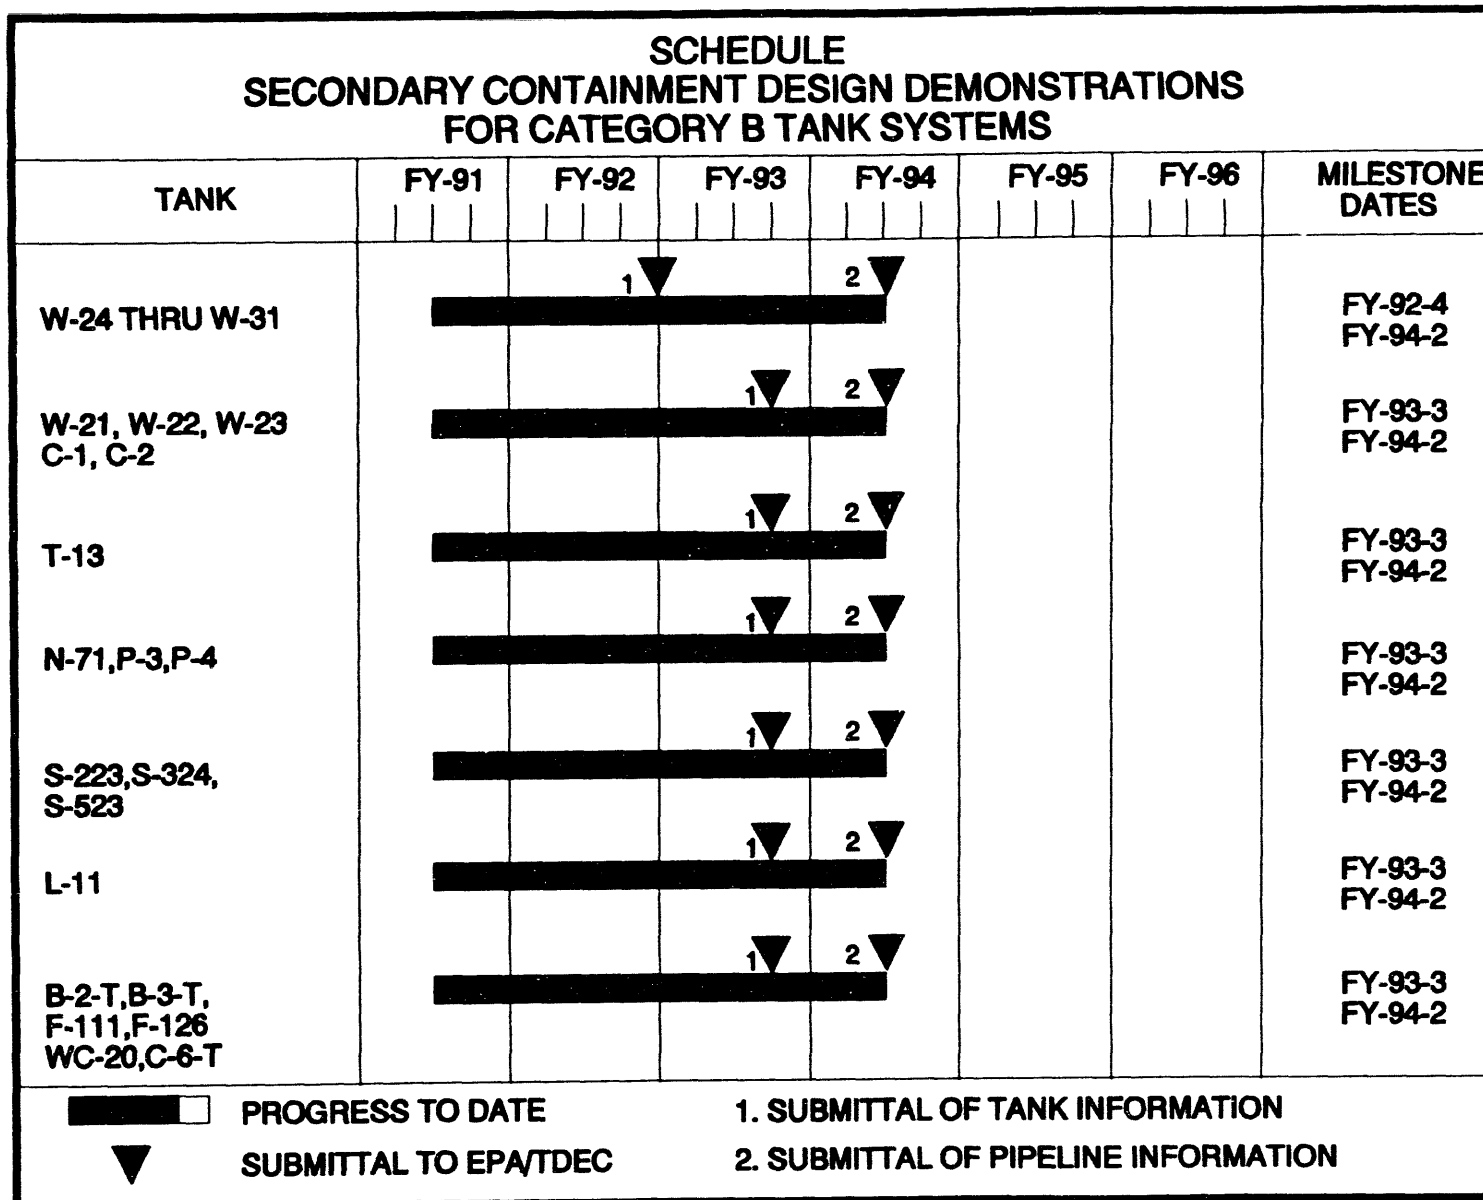 SCHEDULE
SECONDARY CONTAINMENT DESIGN DEMONSTRATIONS
FOR CATEGORY B TANK SYSTEMS
TANK
FY-91
FY-92
FY-93
FY-94
FY-95
FY-96
MILESTONE
DATES
W-24 THRU W-31
1
2
FY-92-4
FY-94-2
W-21, W-22, W-23
C-1, C-2
1
2
FY-93-3
FY-94-2
T-13
1
2
FY-93-3
FY-94-2
N-71,P-3,P-4
1
2
FY-93-3
FY-94-2
S-223,S-324,
S-523
1
2
FY-93-3
FY-94-2
L-11
1
2
FY-93-3
FY-94-2
B-2-T,B-3-T,
F-111,F-126
WC-20,C-6-T
1
2
FY-93-3
FY-94-2
PROGRESS TO DATE
1. SUBMITTAL OF TANK INFORMATION
SUBMITTAL TO EPA/TDEC
2. SUBMITTAL OF PIPELINE INFORMATION